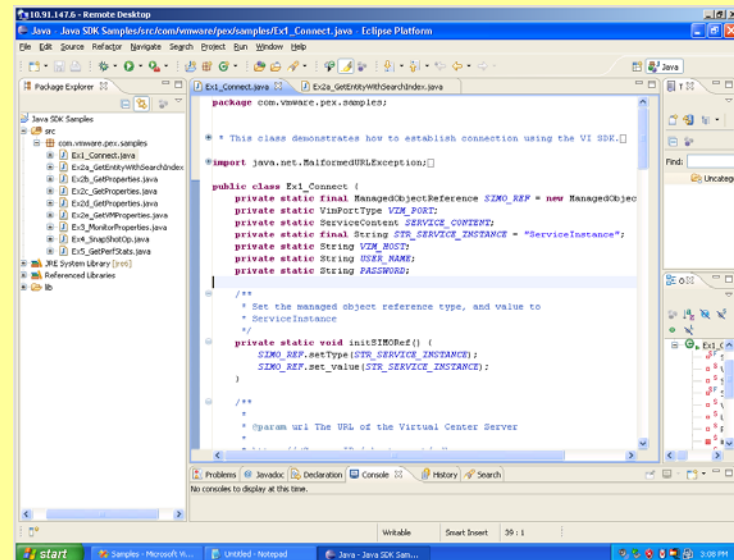 10.91.147.6 - Remote Desktop
Java - Java SDK Samples/src/com/vmware/pex/samples/Ex1_Connect.java - Eclipse Platform
File Edit Source Refactor Navigate Search Project Run Window Help
Java
Package Explorer
Ex1_Connect.java
Ex2a_GetEntityWithSearchIndex.java
Java SDK Samples
src
com.vmware.pex.samples
Ex1_Connect.java
Ex2a_GetEntityWithSearchIndex
Ex2b_GetProperties.java
Ex2c_GetProperties.java
Ex2d_GetProperties.java
Ex2e_GetVMProperties.java
Ex3_MonitorProperties.java
Ex4_SnapShotOp.java
Ex5_GetPerfStats.java
JRE System Library [jre6]
Referenced Libraries
lib
package com.vmware.pex.samples;
* This class demonstrates how to establish connection using the VI SDK.
import java.net.MalformedURLException;
public class Ex1_Connect {
private static final ManagedObjectReference SIMO_REF = new ManagedObjec
private static VimPortType VIM_PORT;
private static ServiceContent SERVICE_CONTENT;
private static final String STR_SERVICE_INSTANCE = "ServiceInstance";
private static String VIM_HOST;
private static String USER_NAME;
private static String PASSWORD;
/**
* Set the managed object reference type, and value to
* ServiceInstance
*/
private static void initSIMORef() {
SIMO_REF.setType(STR_SERVICE_INSTANCE);
SIMO_REF.set_value(STR_SERVICE_INSTANCE);
}
/**
*
* @param url The URL of the Virtual Center Server
*
Find:
Uncateg
Ex1_C
Problems Javadoc Declaration Console History Search
No consoles to display at this time.
Writable Smart Insert 39 : 1
start Samples - Microsoft Vi... Untitled - Notepad Java - Java SDK Sam... 3:08 PM